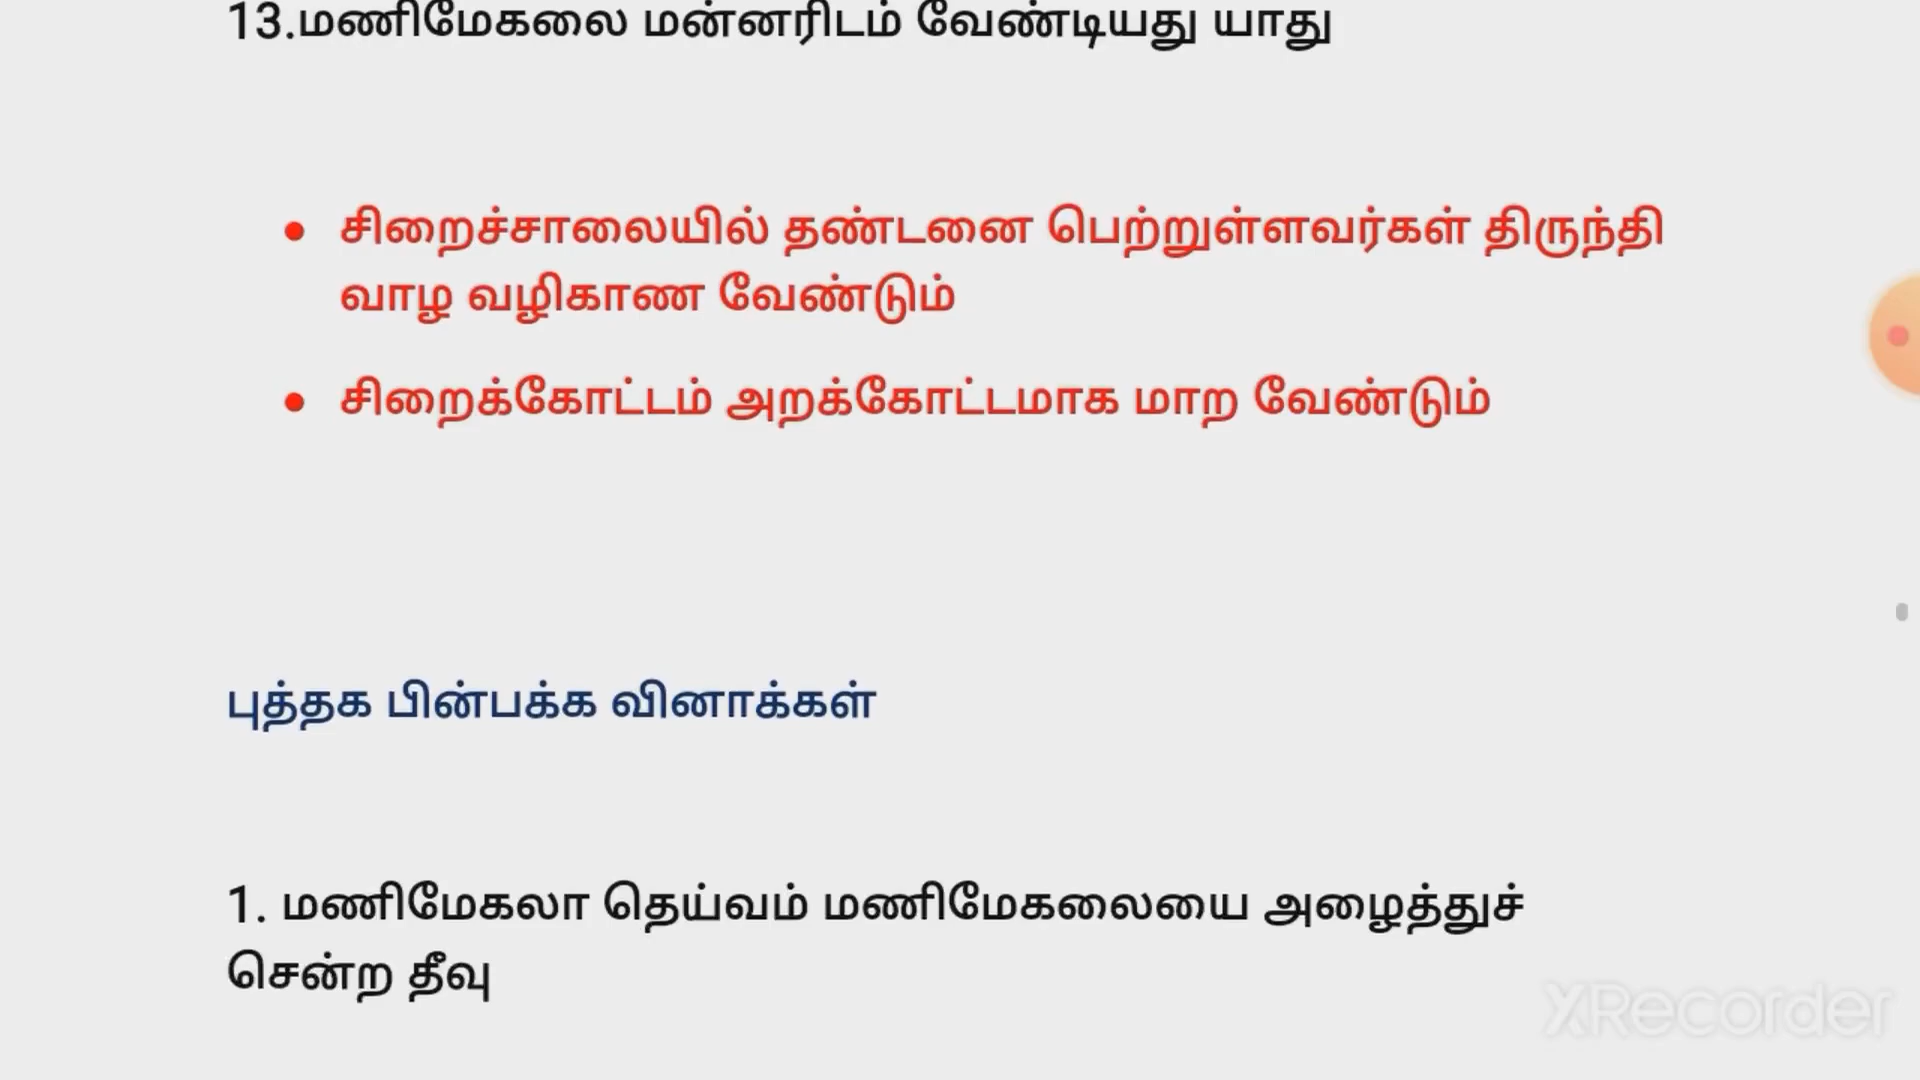 13.மணிமேகலை மன்னரிடம் வேண்டியது யாது
• சிறைச்சாலையில் தண்டனை பெற்றுள்ளவர்கள் திருந்தி
வாழ வழிகாண வேண்டும்
• சிறைக்கோட்டம் அறக்கோட்டமாக மாற வேண்டும்
புத்தக பின்பக்க வினாக்கள்
1. மணிமேகலா தெய்வம் மணிமேகலையை அழைத்துச்
சென்ற தீவு
XRecorder